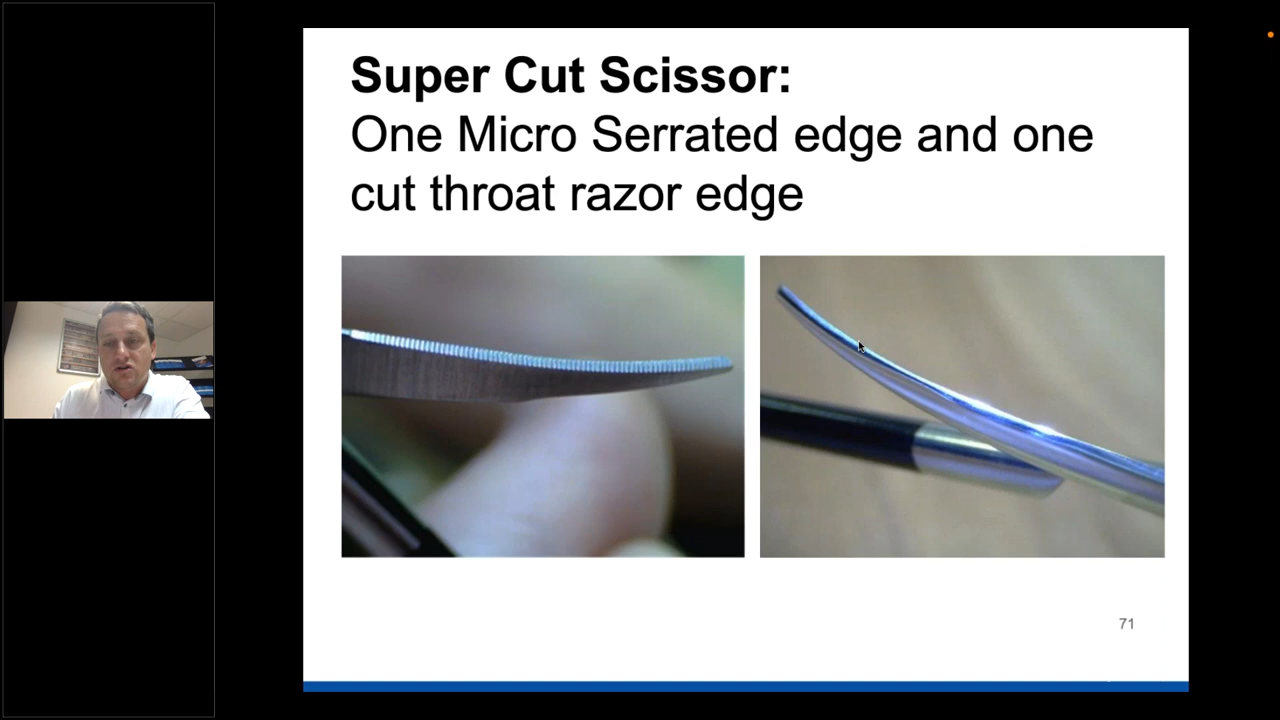 Super Cut Scissor:
One Micro Serrated edge and one
cut throat razor edge
71